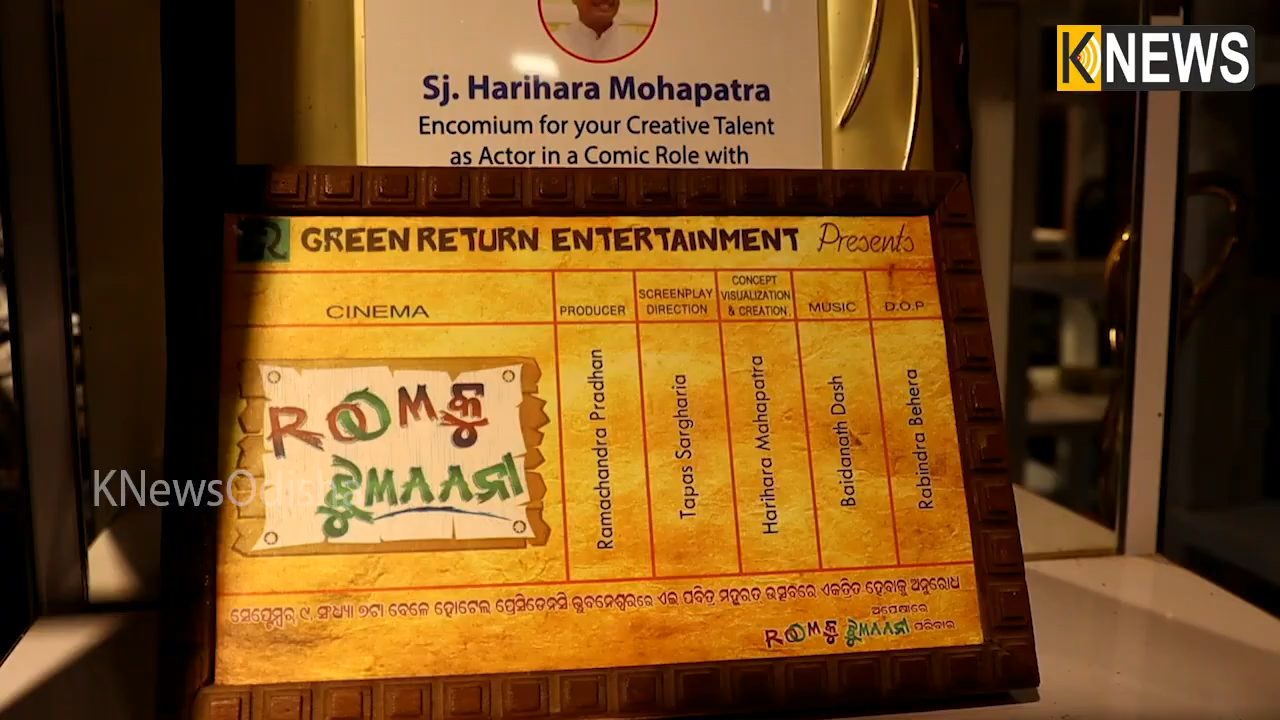 KNEWS
Sj. Harihara Mohapatra
Encomium for your Creative Talent
as Actor in a Comic Role with
GREEN RETURN ENTERTAINMENT Presents
CINEMA
PRODUCER
SCREENPLAY
DIRECTION
CONCEPT
VISUALIZATION
& CREATION
MUSIC
D.O.P
ROOMକୁ
ଝୁMAAନୀ
Ramachandra Pradhan
Tapas Sargharia
Harihara Mahapatra
Baidanath Dash
Rabindra Behera
KNewsOdisha
ସେପ୍ଟେମ୍ବର ୯, ସଂଧ୍ୟା ୭ଟା ବେଳେ ହୋଟେଲ ପ୍ରେସିଡେନସି ଭୁବନେଶ୍ୱରରେ ଏଇ ପବିତ୍ର ମହୂରତ ଉତ୍ସବରେ ଏକତ୍ରିତ ହେବାକୁ ଅନୁରୋଧ
ଅପେକ୍ଷାରେ
ROOMକୁ ଝୁMAAନୀ ପରିବାର